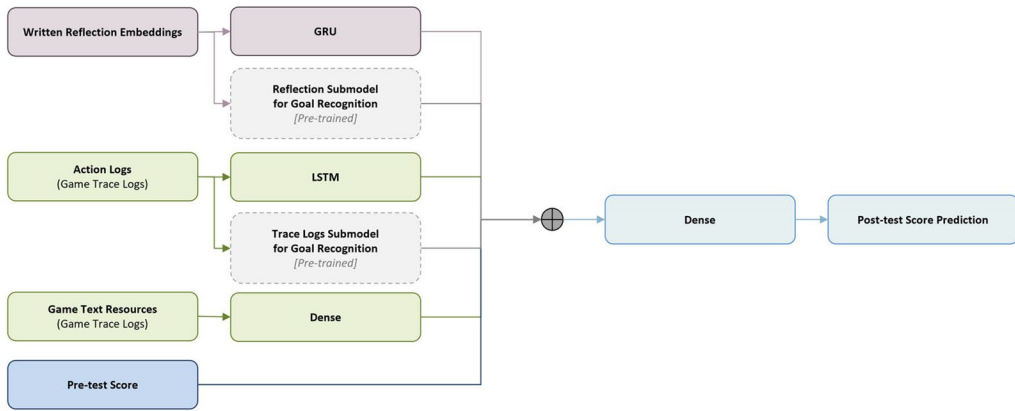 Written Reflection Embeddings
GRU
Reflection Submodel
for Goal Recognition
[Pre-trained]
Action Logs
(Game Trace Logs)
LSTM
Trace Logs Submodel
for Goal Recognition
[Pre-trained]
Dense
Post-test Score Prediction
Game Text Resources
(Game Trace Logs)
Dense
Pre-test Score